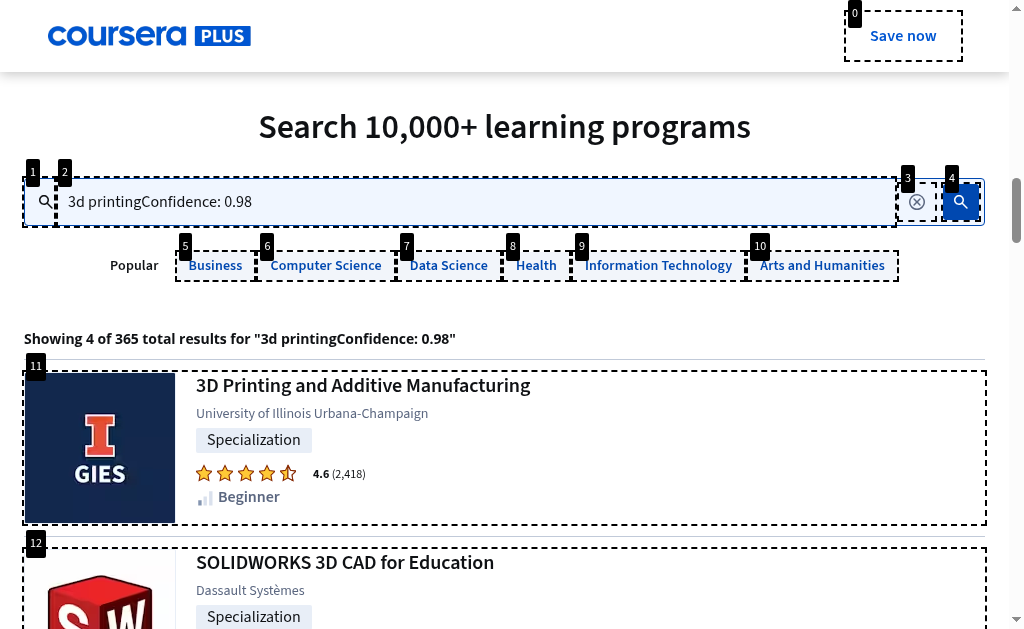 coursera PLUS
0
Save now
Search 10,000+ learning programs
1
2
3
4
3d printingConfidence: 0.98
5
6
7
8
9
10
Popular
Business
Computer Science
Data Science
Health
Information Technology
Arts and Humanities
Showing 4 of 365 total results for "3d printingConfidence: 0.98"
11
3D Printing and Additive Manufacturing
University of Illinois Urbana-Champaign
Specialization
I
GIES
4.6 (2,418)
Beginner
12
SOLIDWORKS 3D CAD for Education
Dassault Systèmes
Specialization
SW